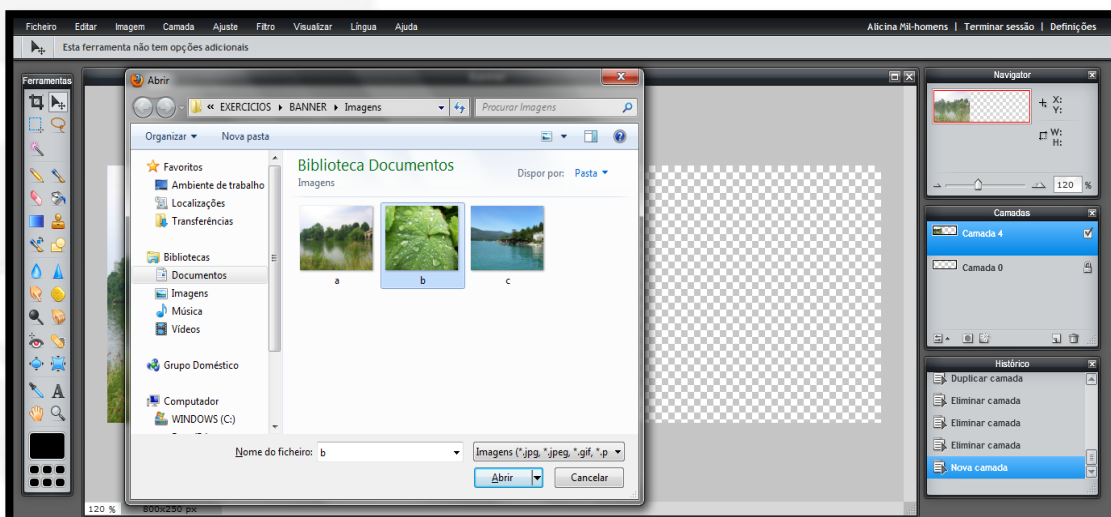 Ficheiro Editar Imagem Camada Ajuste Filtro Visualizar Língua Ajuda
Alicina Mil-homens | Terminar sessão | Definições
Esta ferramenta não tem opções adicionais
Ferramentas
Abrir
« EXERCICIOS BANNER Imagens
Procurar Imagens
Organizar Nova pasta
Favoritos
Ambiente de trabalho
Localizações
Transferências
Bibliotecas
Documentos
Imagens
Música
Vídeos
Grupo Doméstico
Computador
WINDOWS (C:)
Biblioteca Documentos
Imagens
Dispor por: Pasta
a b c
Nome do ficheiro: b
Imagens (*.jpg, *.jpeg, *.gif, *.p
Abrir Cancelar
120 % 800x250 px
Navigator
X:
Y:
W:
H:
120 %
Camadas
Camada 4
Camada 0
Histórico
Duplicar camada
Eliminar camada
Eliminar camada
Eliminar camada
Nova camada